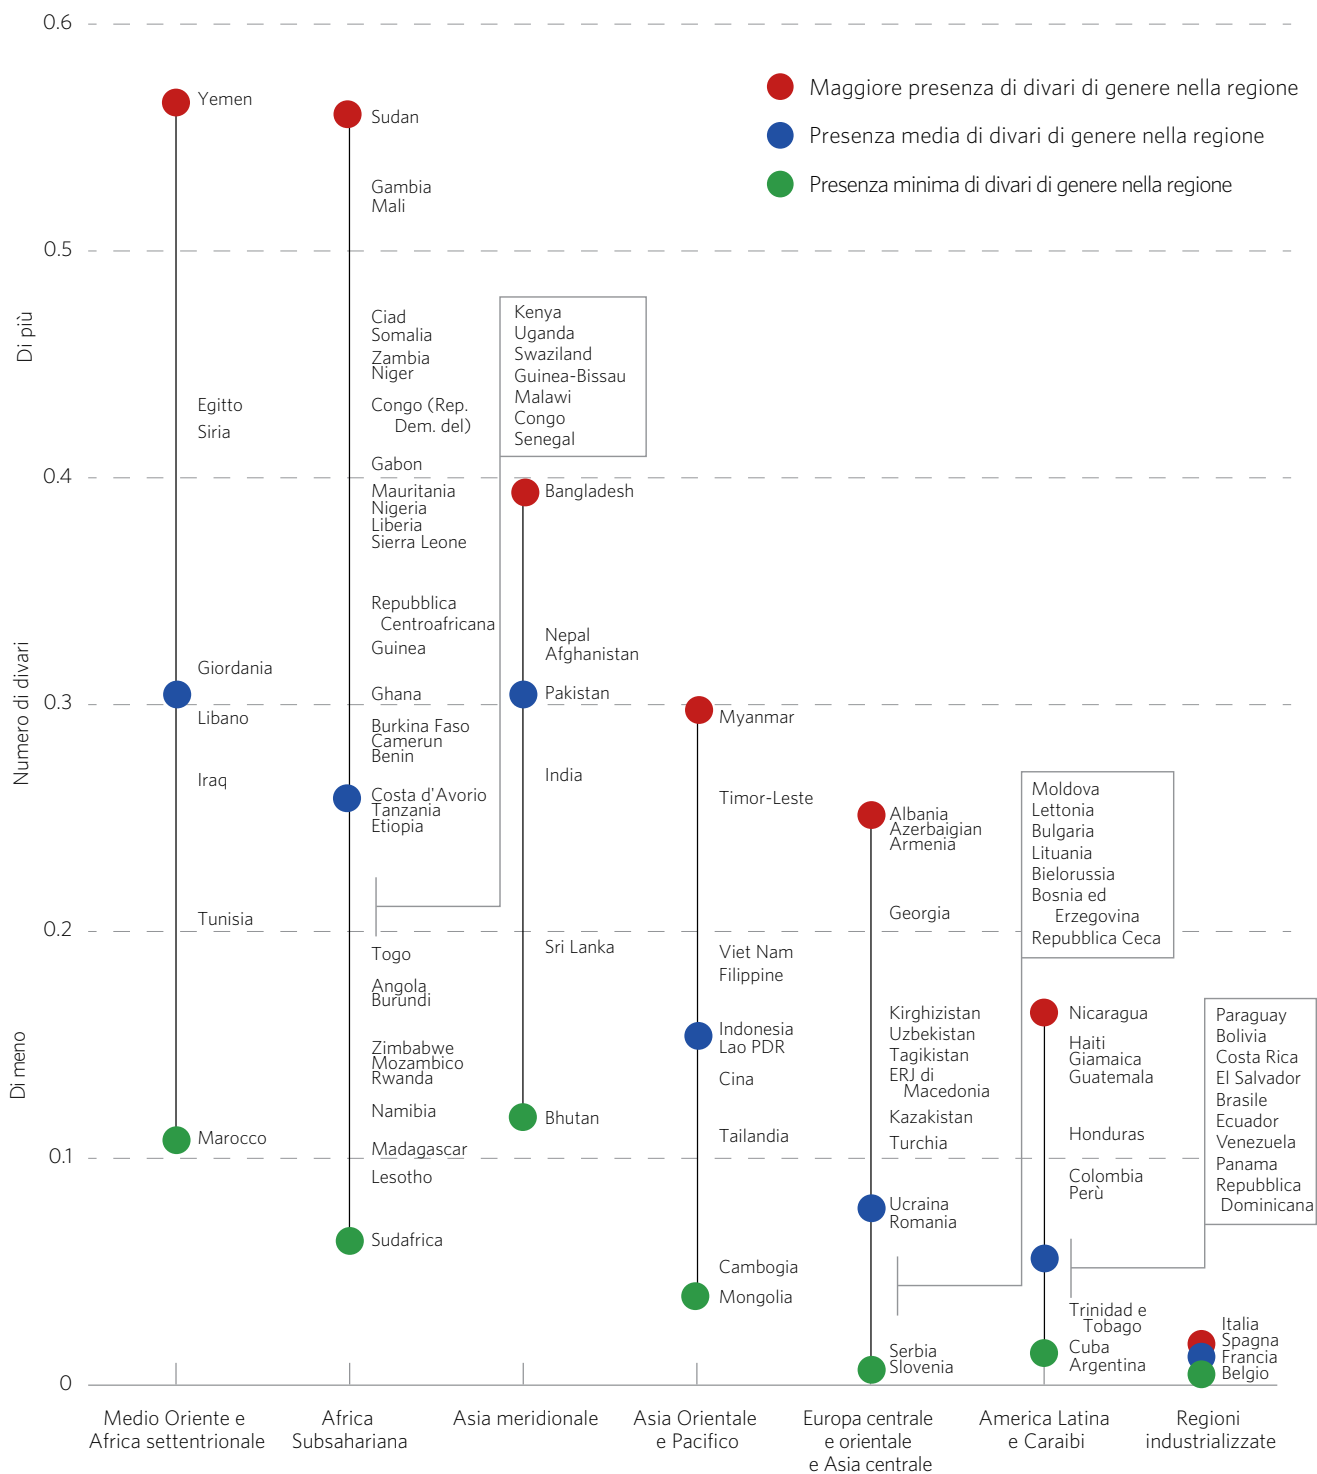 0.6
0.5
0.4
0.3
0.2
0.1
0
Di più
Numero di divari
Di meno
Maggiore presenza di divari di genere nella regione
Presenza media di divari di genere nella regione
Presenza minima di divari di genere nella regione
Yemen
Egitto
Siria
Giordania
Libano
Iraq
Tunisia
Marocco
Sudan
Gambia
Mali
Ciad
Somalia
Zambia
Niger
Congo (Rep.
Dem. del)
Gabon
Mauritania
Nigeria
Liberia
Sierra Leone
Repubblica
Centroafricana
Guinea
Ghana
Burkina Faso
Camerun
Benin
Costa d'Avorio
Tanzania
Etiopia
Kenya
Uganda
Swaziland
Guinea-Bissau
Malawi
Congo
Senegal
Togo
Angola
Burundi
Zimbabwe
Mozambico
Rwanda
Namibia
Madagascar
Lesotho
Sudafrica
Bangladesh
Nepal
Afghanistan
Pakistan
India
Sri Lanka
Bhutan
Myanmar
Timor-Leste
Viet Nam
Filippine
Indonesia
Lao PDR
Cina
Tailandia
Cambogia
Mongolia
Albania
Azerbaigian
Armenia
Georgia
Kirghizistan
Uzbekistan
Tagikistan
ERJ di
Macedonia
Kazakistan
Turchia
Ucraina
Romania
Moldova
Lettonia
Bulgaria
Lituania
Bielorussia
Bosnia ed
Erzegovina
Repubblica Ceca
Serbia
Slovenia
Nicaragua
Haiti
Giamaica
Guatemala
Honduras
Colombia
Perù
Paraguay
Bolivia
Costa Rica
El Salvador
Brasile
Ecuador
Venezuela
Panama
Repubblica
Dominicana
Trinidad e
Tobago
Cuba
Argentina
Italia
Spagna
Francia
Belgio
Medio Oriente e
Africa settentrionale
Africa
Subsahariana
Asia meridionale
Asia Orientale
e Pacifico
Europa centrale
e orientale
e Asia centrale
America Latina
e Caraibi
Regioni
industrializzate